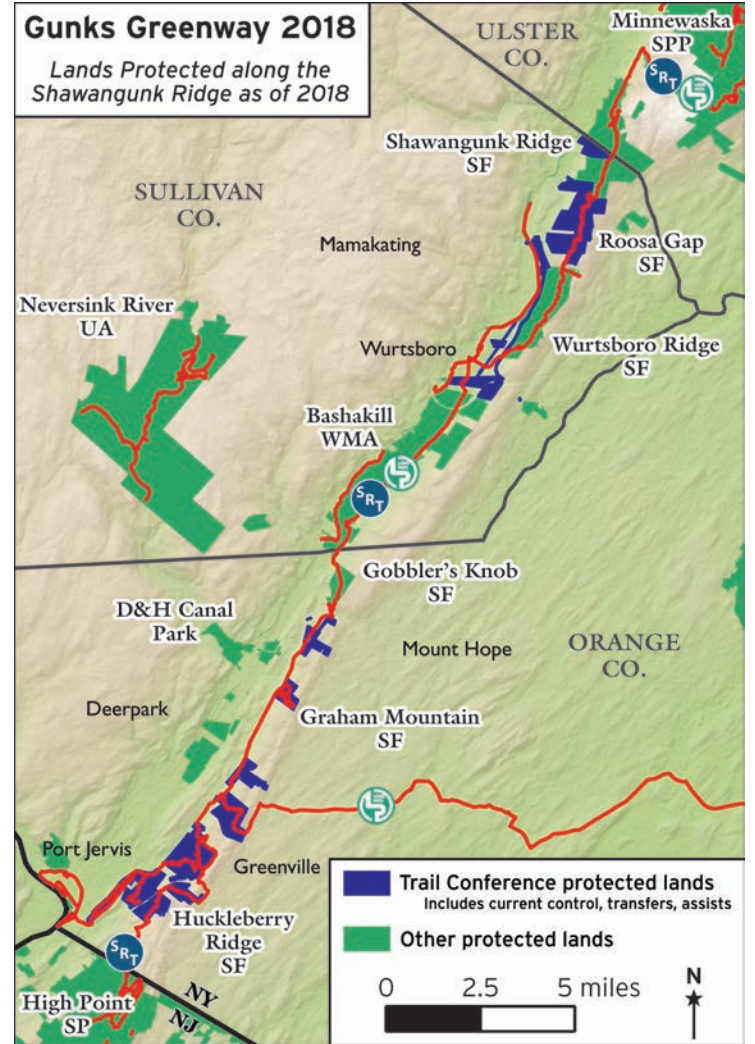 Gunks Greenway 2018
Lands Protected along the
Shawangunk Ridge as of 2018
ULSTER
CO.
Minnewaska
SPP
SRT
Shawangunk Ridge
SF
SULLIVAN
CO.
Mamakating
Roosa Gap
SF
Neversink River
UA
Wurtsboro
Wurtsboro Ridge
SF
Bashakill
WMA
SRT
Gobbler's Knob
SF
D&H Canal
Park
Mount Hope
ORANGE
CO.
Deerpark
Graham Mountain
SF
Port Jervis
Greenville
Huckleberry
Ridge
SF
SRT
High Point
SP
NY
NJ
Trail Conference protected lands
Includes current control, transfers, assists
Other protected lands
0 2.5 5 miles
N